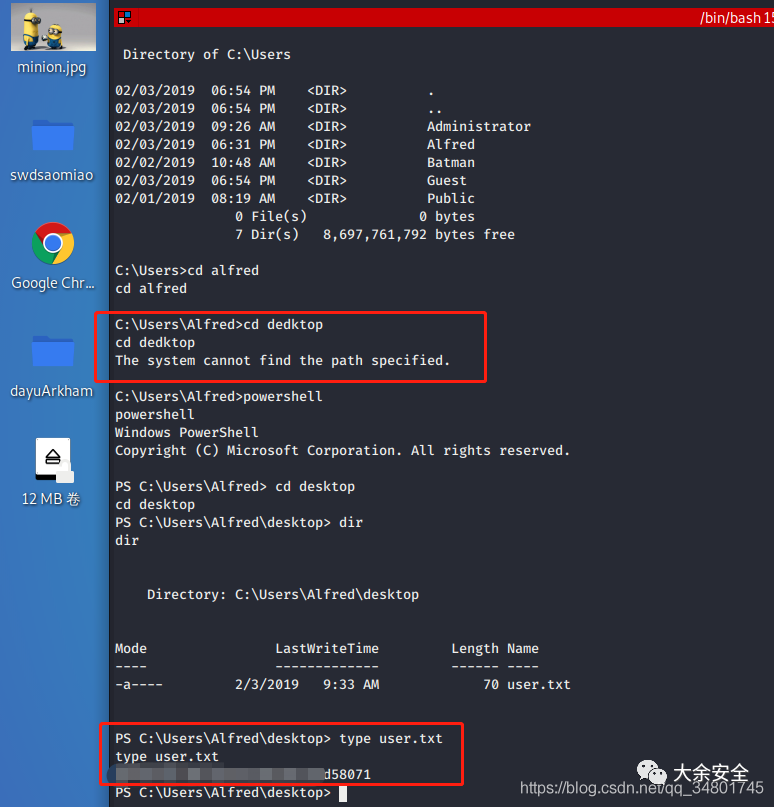 minion.jpg
swdsaomiao
Google Chr...
dayuArkham
12 MB 卷
/bin/bash 15
Directory of C:\Users
02/03/2019  06:54 PM    <DIR>          .
02/03/2019  06:54 PM    <DIR>          ..
02/03/2019  09:26 AM    <DIR>          Administrator
02/03/2019  06:31 PM    <DIR>          Alfred
02/02/2019  10:48 AM    <DIR>          Batman
02/03/2019  06:54 PM    <DIR>          Guest
02/01/2019  08:19 AM    <DIR>          Public
0 File(s)              0 bytes
7 Dir(s)   8,697,761,792 bytes free
C:\Users>cd alfred
cd alfred
C:\Users\Alfred>cd dedktop
cd dedktop
The system cannot find the path specified.
C:\Users\Alfred>powershell
powershell
Windows PowerShell
Copyright (C) Microsoft Corporation. All rights reserved.
PS C:\Users\Alfred> cd desktop
cd desktop
PS C:\Users\Alfred\desktop> dir
dir
Directory: C:\Users\Alfred\desktop
Mode                LastWriteTime         Length Name
----                -------------         ------ ----
-a----         2/3/2019   9:33 AM             70 user.txt
PS C:\Users\Alfred\desktop> type user.txt
type user.txt
d58071
PS C:\Users\Alfred\desktop>
大余安全
https://blog.csdn.net/qq_34801745